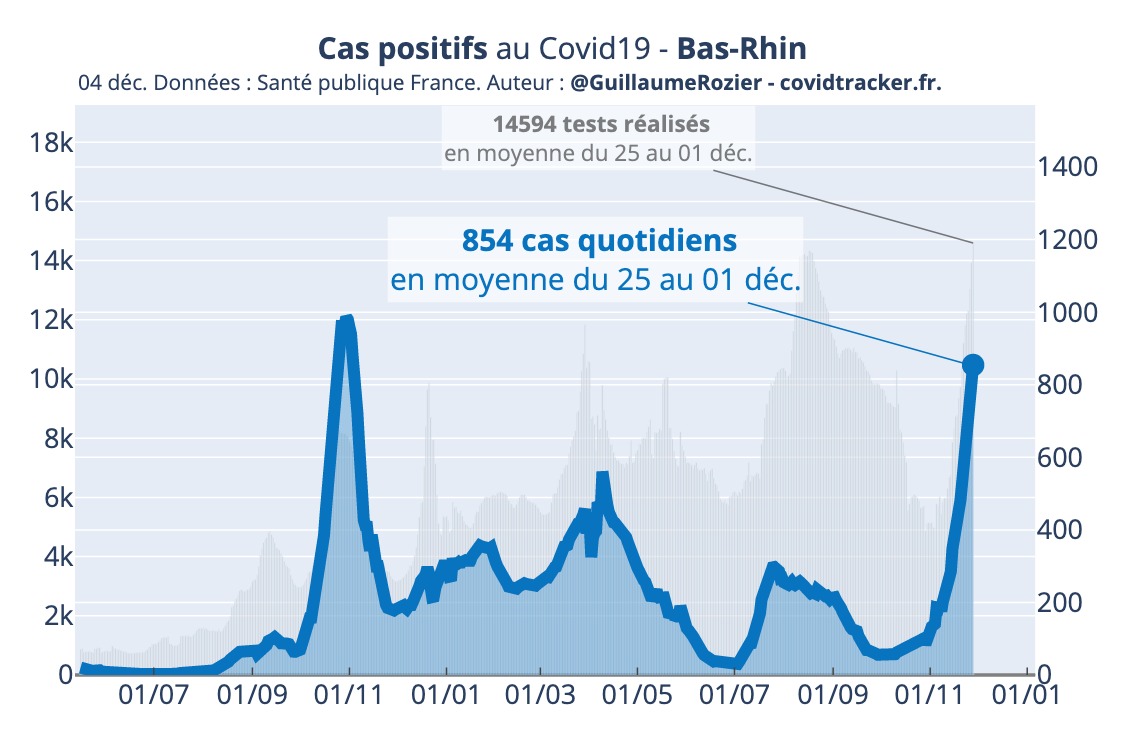 Cas positifs au Covid19 - Bas-Rhin
04 déc. Données : Santé publique France. Auteur : @GuillaumeRozier - covidtracker.fr.
14594 tests réalisés
en moyenne du 25 au 01 déc.
854 cas quotidiens
en moyenne du 25 au 01 déc.
18k
16k
14k
12k
10k
8k
6k
4k
2k
0
1400
1200
1000
800
600
400
200
0
01/07
01/09
01/11
01/01
01/03
01/05
01/07
01/09
01/11
01/01